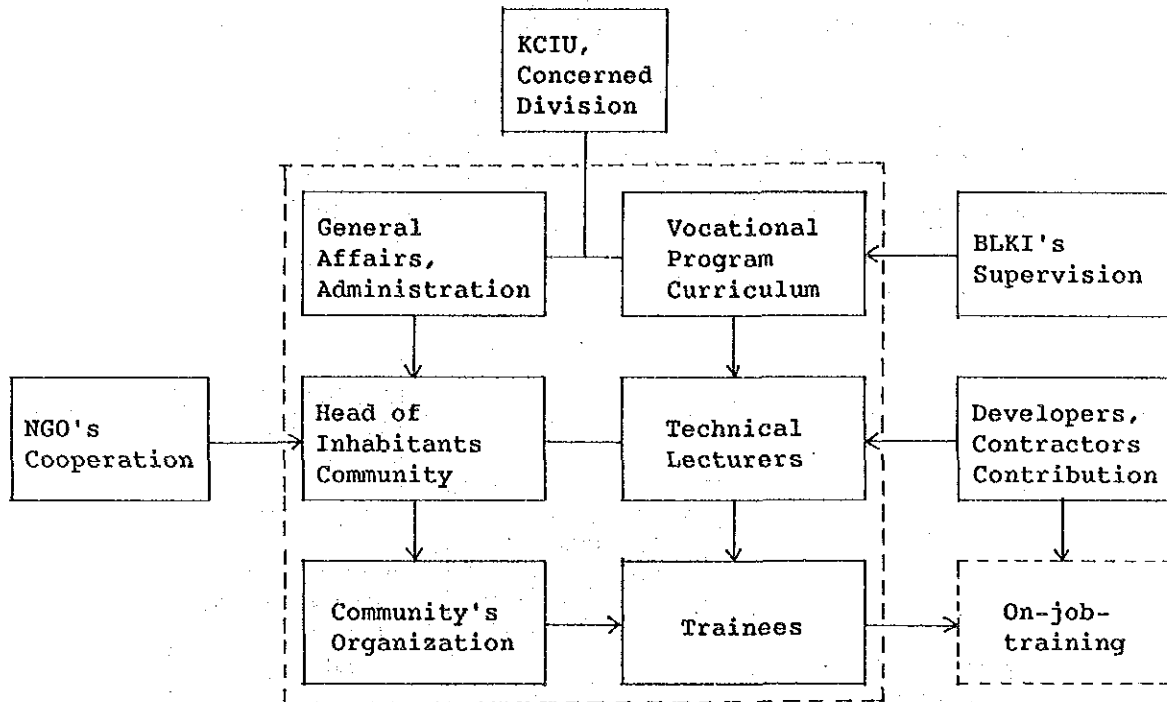 KCIU,
Concerned
Division
General
Affairs,
Administration
Vocational
Program
Curriculum
BLKI's
Supervision
NGO's
Cooperation
Head of
Inhabitants
Community
Technical
Lecturers
Developers,
Contractors
Contribution
Community's
Organization
Trainees
On-job-
training